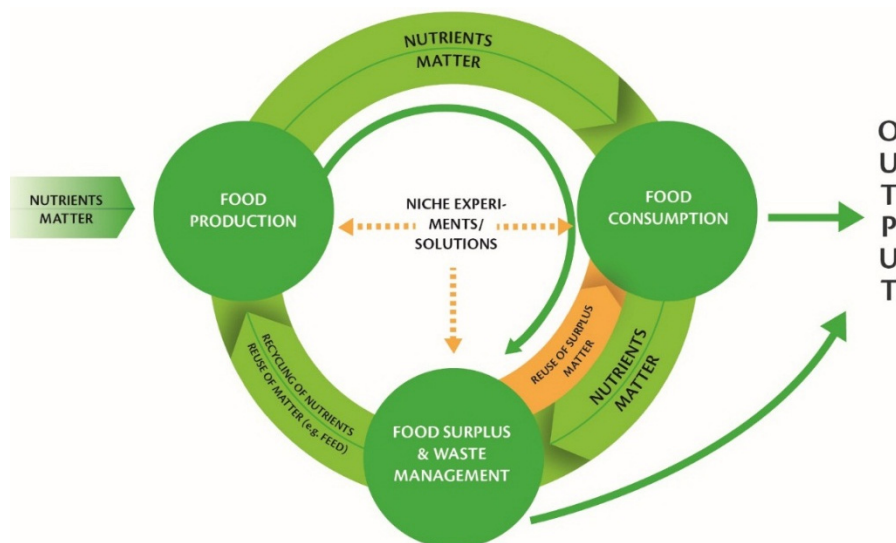 NUTRIENTS
MATTER
NUTRIENTS
MATTER
FOOD
PRODUCTION
NICHE EXPERI-
MENTS/
SOLUTIONS
FOOD
CONSUMPTION
OUTPUT
RECYCLING OF NUTRIENTS
REUSE OF MATTER (e.g. FEED)
REUSE OF SURPLUS
MATTER
NUTRIENTS
MATTER
FOOD SURPLUS
& WASTE
MANAGEMENT